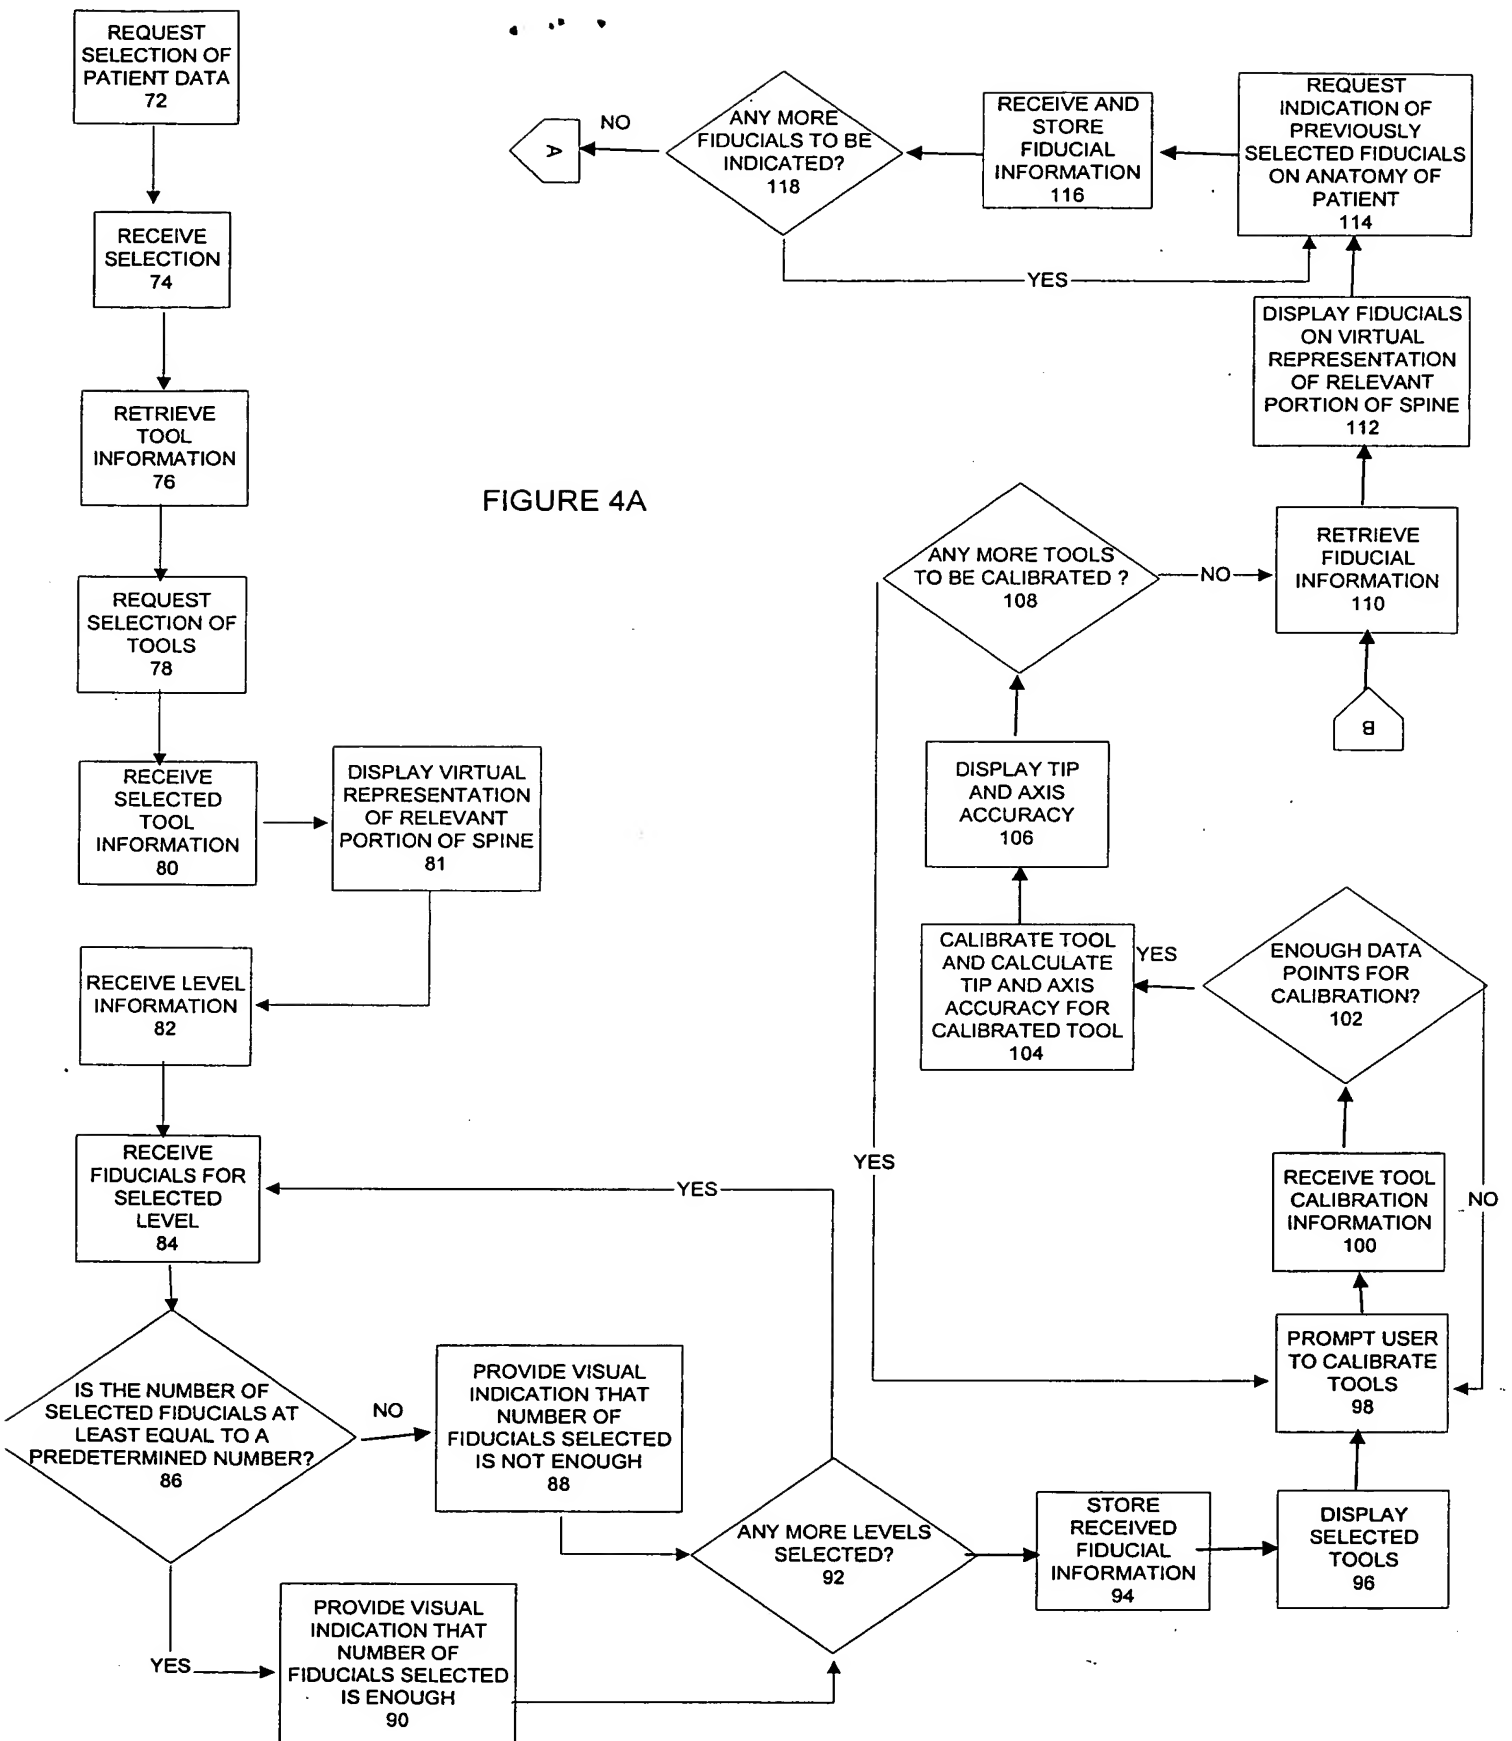 REQUEST
SELECTION OF
PATIENT DATA
72
RECEIVE
SELECTION
74
RETRIEVE
TOOL
INFORMATION
76
REQUEST
SELECTION OF
TOOLS
78
RECEIVE
SELECTED
TOOL
INFORMATION
80
DISPLAY VIRTUAL
REPRESENTATION
OF RELEVANT
PORTION OF SPINE
81
RECEIVE LEVEL
INFORMATION
82
RECEIVE
FIDUCIALS FOR
SELECTED
LEVEL
84
IS THE NUMBER OF
SELECTED FIDUCIALS AT
LEAST EQUAL TO A
PREDETERMINED NUMBER?
86
NO
PROVIDE VISUAL
INDICATION THAT
NUMBER OF
FIDUCIALS SELECTED
IS NOT ENOUGH
88
YES
PROVIDE VISUAL
INDICATION THAT
NUMBER OF
FIDUCIALS SELECTED
IS ENOUGH
90
ANY MORE LEVELS
SELECTED?
92
YES
STORE
RECEIVED
FIDUCIAL
INFORMATION
94
DISPLAY
SELECTED
TOOLS
96
PROMPT USER
TO CALIBRATE
TOOLS
98
RECEIVE TOOL
CALIBRATION
INFORMATION
100
ENOUGH DATA
POINTS FOR
CALIBRATION?
102
NO
YES
CALIBRATE TOOL
AND CALCULATE
TIP AND AXIS
ACCURACY FOR
CALIBRATED TOOL
104
DISPLAY TIP
AND AXIS
ACCURACY
106
ANY MORE TOOLS
TO BE CALIBRATED ?
108
YES
NO
RETRIEVE
FIDUCIAL
INFORMATION
110
B
DISPLAY FIDUCIALS
ON VIRTUAL
REPRESENTATION
OF RELEVANT
PORTION OF SPINE
112
REQUEST
INDICATION OF
PREVIOUSLY
SELECTED FIDUCIALS
ON ANATOMY OF
PATIENT
114
RECEIVE AND
STORE
FIDUCIAL
INFORMATION
116
ANY MORE
FIDUCIALS TO BE
INDICATED?
118
YES
NO
A
FIGURE 4A